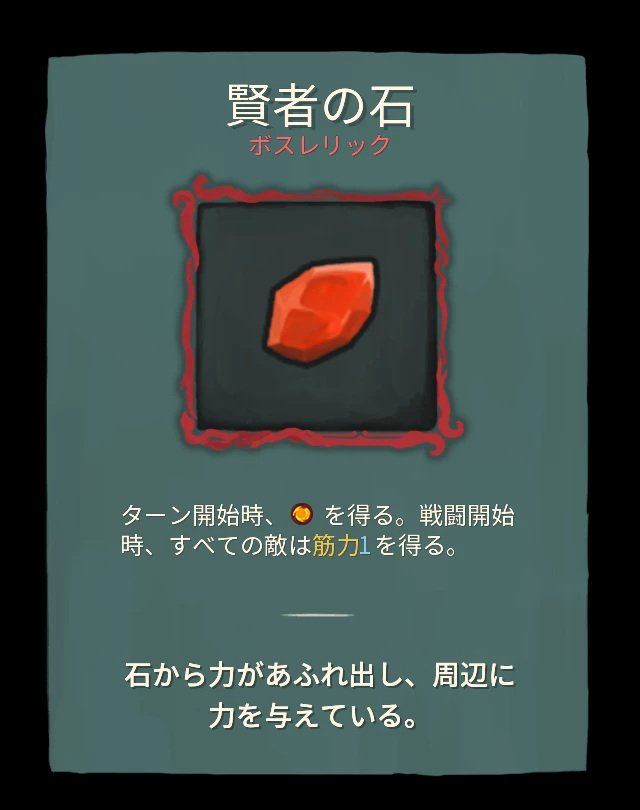 賢者の石
ボスレリック
ターン開始時、 を得る。戦闘開始
時、すべての敵は筋力1を得る。
石から力があふれ出し、周辺に
力を与えている。